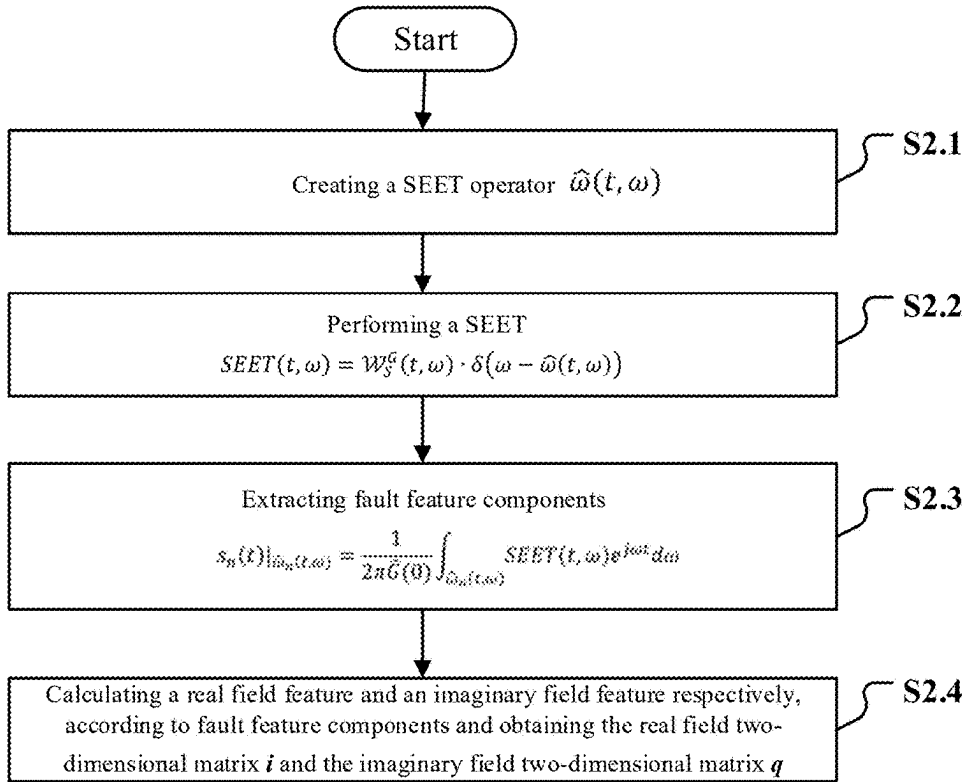 Start
S2.1
Creating a SEET operator ω̂(t, ω)
S2.2
Performing a SEET
SEET(t, ω) = 𝒲_S^G(t, ω) · δ(ω − ω̂(t, ω))
S2.3
Extracting fault feature components
s_n(t)|_{ω̂_n(t,ω)} = \frac{1}{2πĜ(0)} ∫_{ω̂_n(t,ω)} SEET(t, ω)e^{jωt}dω
S2.4
Calculating a real field feature and an imaginary field feature respectively,
according to fault feature components and obtaining the real field two-
dimensional matrix i and the imaginary field two-dimensional matrix q